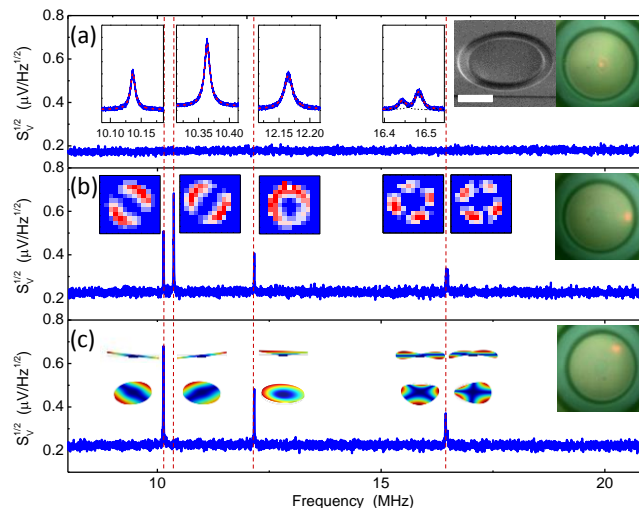 (a)
0.8
0.6
0.4
0.2
S_V^{1/2} (μV/Hz^{1/2})
10.10 10.15
10.35 10.40
12.15 12.20
16.4 16.5
(b)
0.8
0.6
0.4
0.2
S_V^{1/2} (μV/Hz^{1/2})
(c)
0.8
0.6
0.4
0.2
S_V^{1/2} (μV/Hz^{1/2})
10 15 20
Frequency (MHz)